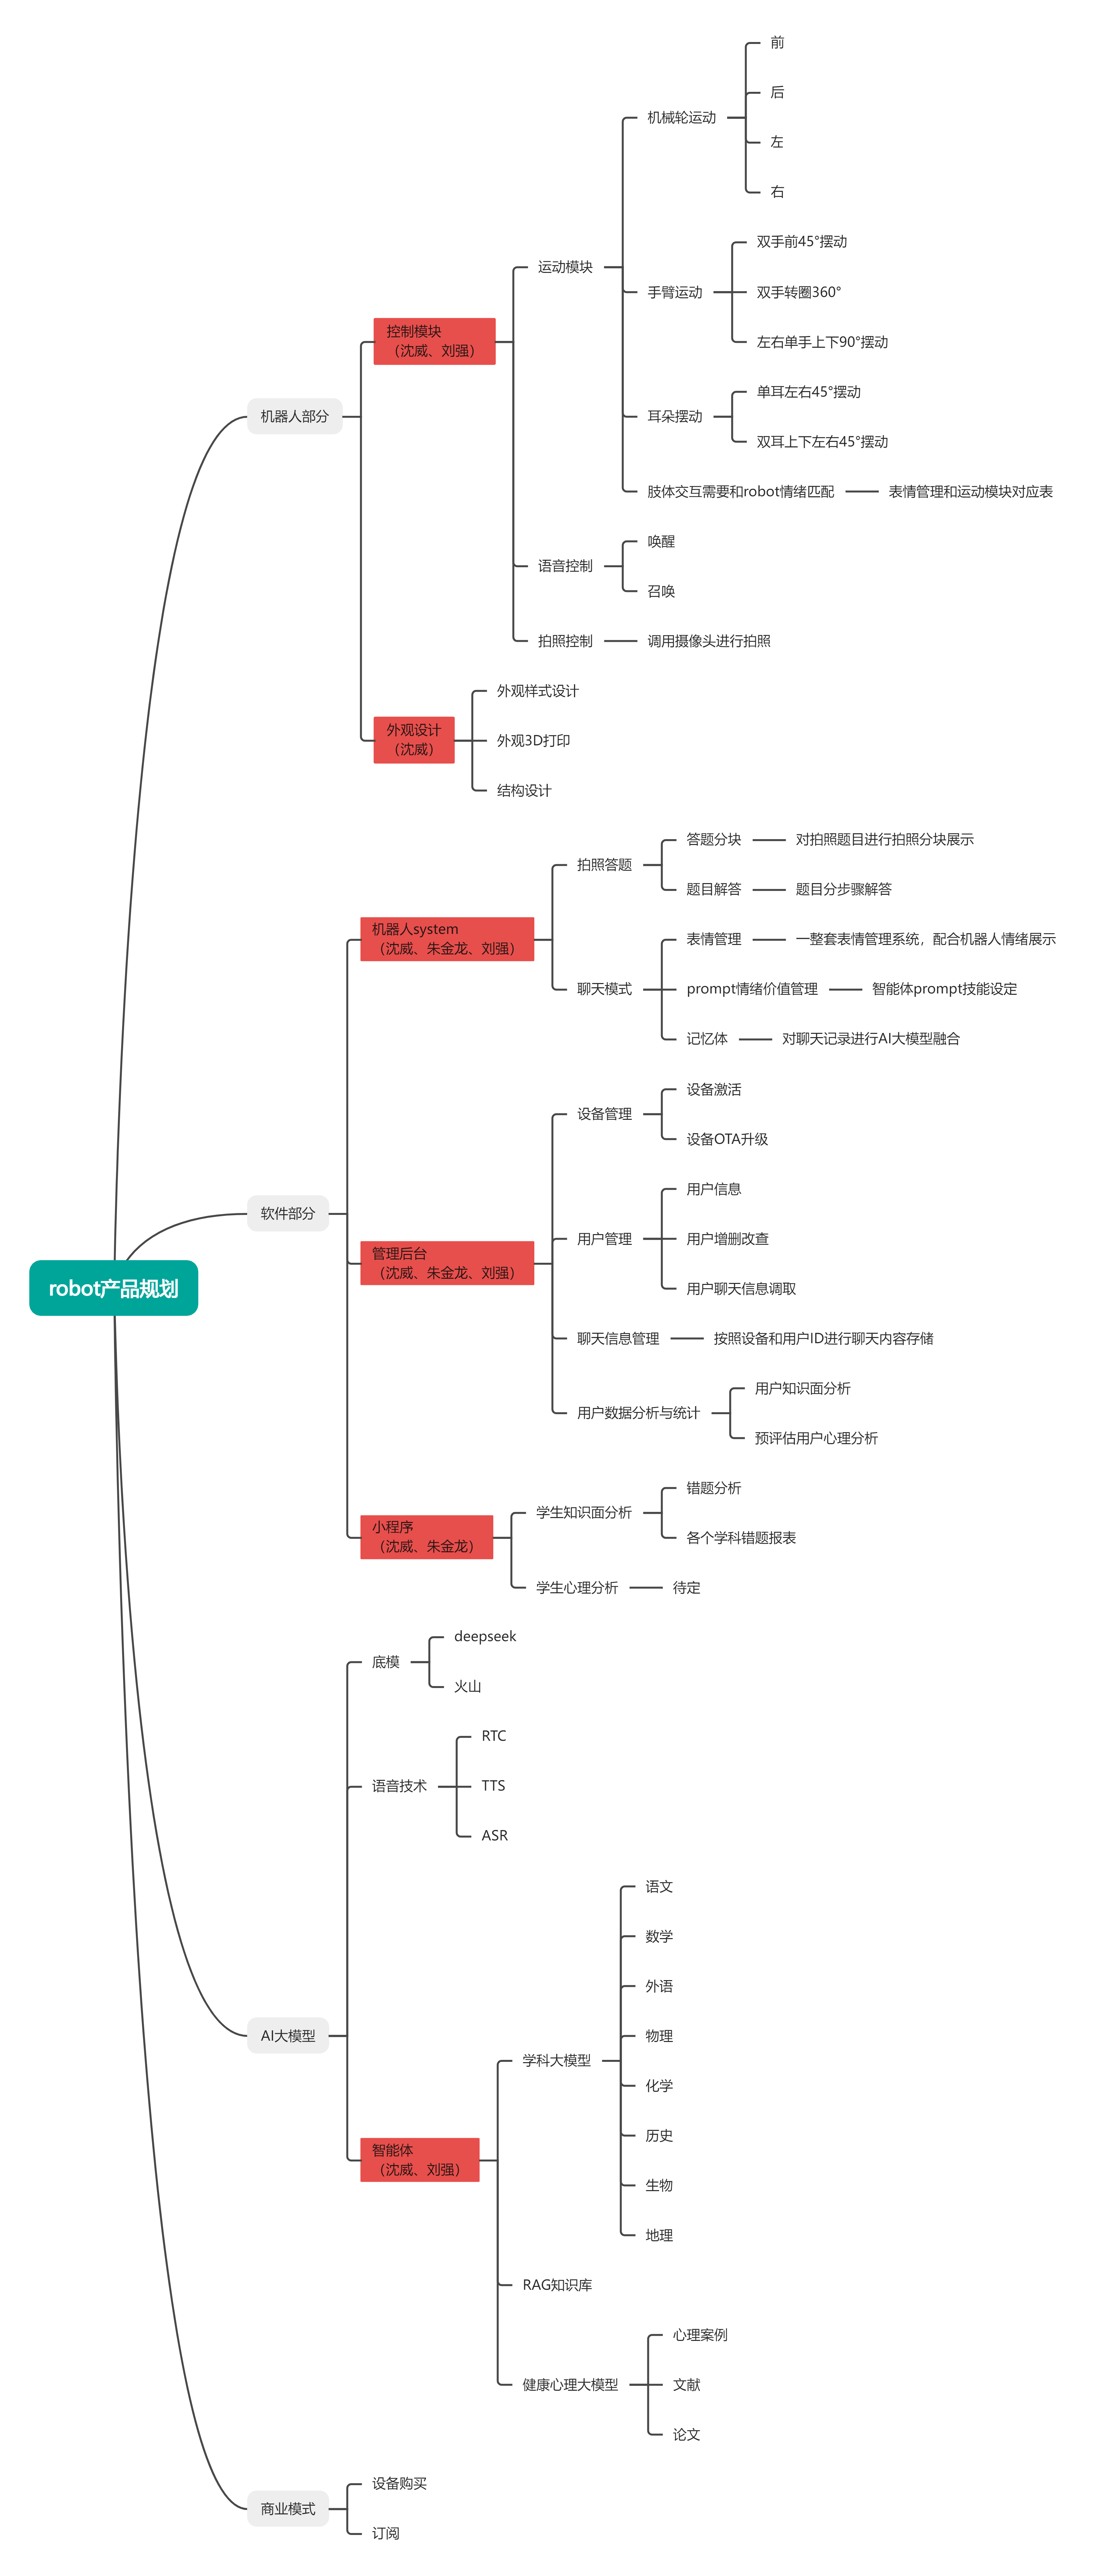 robot产品规划
机器人部分
控制模块
（沈威、刘强）
运动模块
机械轮运动
前
后
左
右
手臂运动
双手前45°摆动
双手转圈360°
左右单手上下90°摆动
耳朵摆动
单耳左右45°摆动
双耳上下左右45°摆动
肢体交互需要和robot情绪匹配
表情管理和运动模块对应表
语音控制
唤醒
召唤
拍照控制
调用摄像头进行拍照
外观设计
（沈威）
外观样式设计
外观3D打印
结构设计
软件部分
机器人system
（沈威、朱金龙、刘强）
拍照答题
答题分块
对拍照题目进行拍照分块展示
题目解答
题目分步骤解答
聊天模式
表情管理
一整套表情管理系统，配合机器人情绪展示
prompt情绪价值管理
智能体prompt技能设定
记忆体
对聊天记录进行AI大模型融合
管理后台
（沈威、朱金龙、刘强）
设备管理
设备激活
设备OTA升级
用户管理
用户信息
用户增删改查
用户聊天信息调取
聊天信息管理
按照设备和用户ID进行聊天内容存储
用户数据分析与统计
用户知识面分析
预评估用户心理分析
小程序
（沈威、朱金龙）
学生知识面分析
错题分析
各个学科错题报表
学生心理分析
待定
AI大模型
底模
deepseek
火山
语音技术
RTC
TTS
ASR
智能体
（沈威、刘强）
学科大模型
语文
数学
外语
物理
化学
历史
生物
地理
RAG知识库
健康心理大模型
心理案例
文献
论文
商业模式
设备购买
订阅